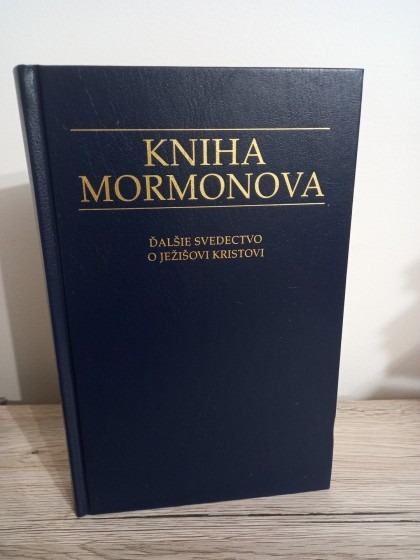 KNIHA
MORMONOVA
ĎALŠIE SVEDECTVO
O JEŽIŠOVI KRISTOVI